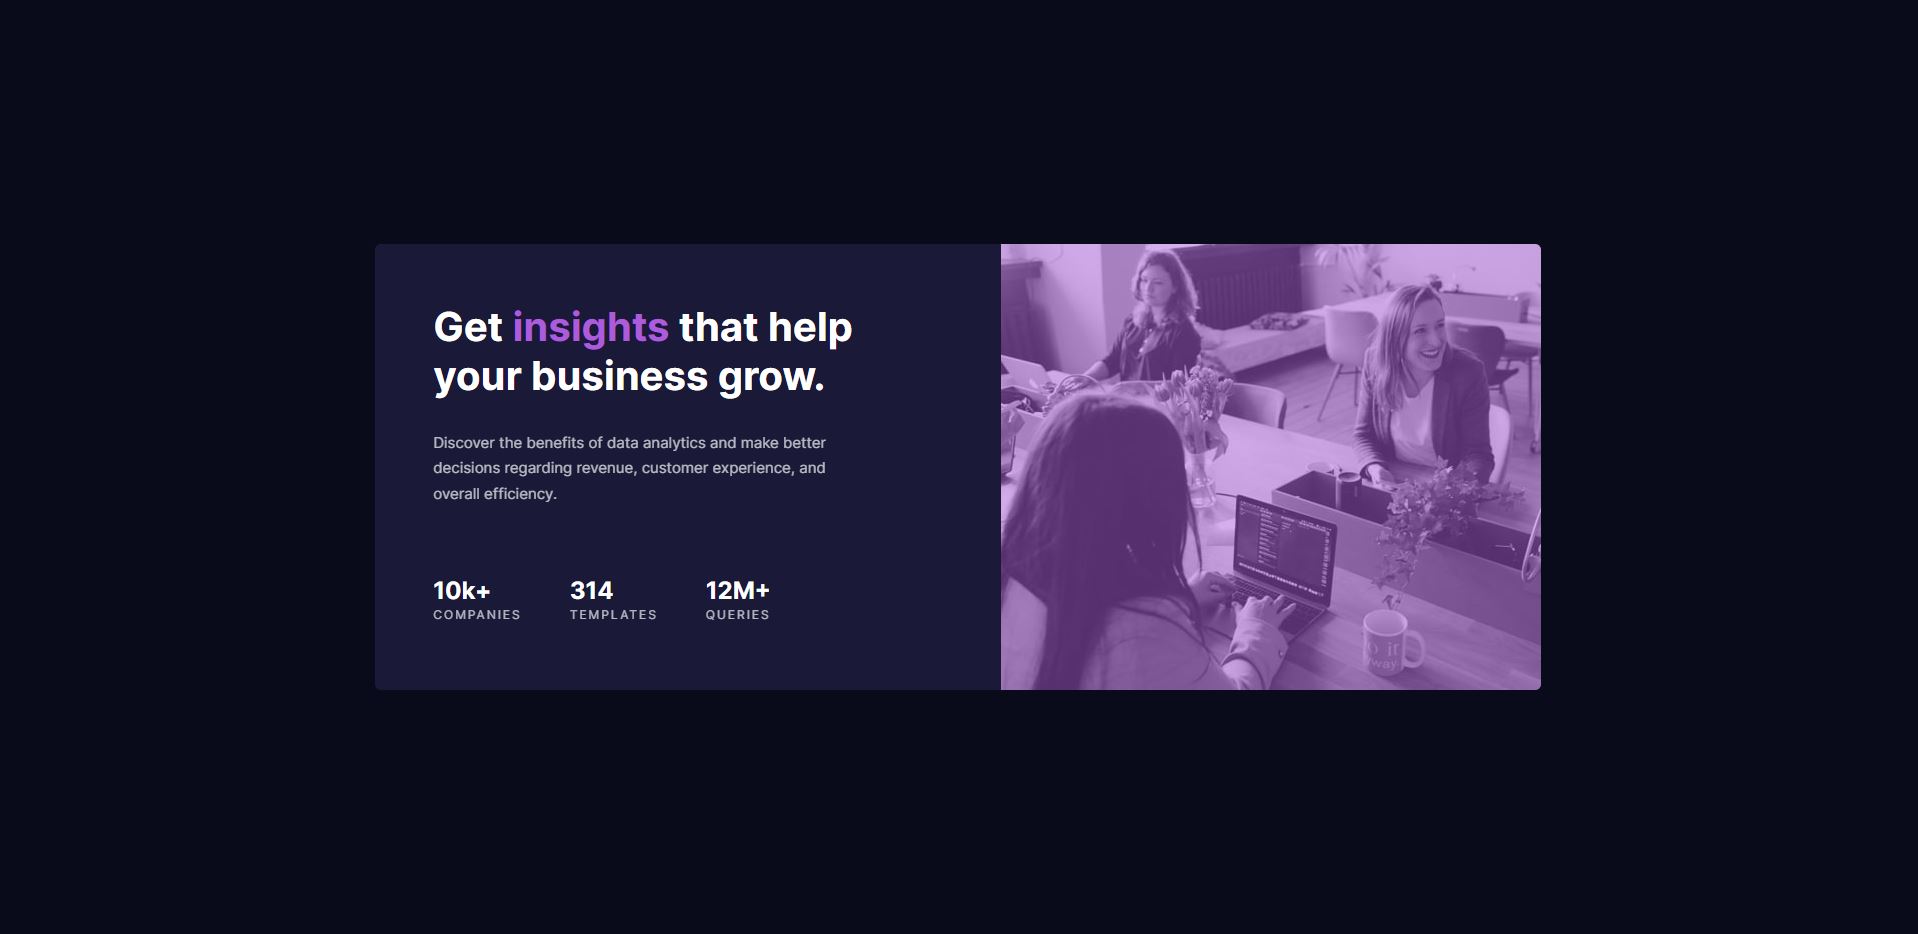 Get insights that help
your business grow.
Discover the benefits of data analytics and make better
decisions regarding revenue, customer experience, and
overall efficiency.
10k+ 314 12M+
COMPANIES TEMPLATES QUERIES